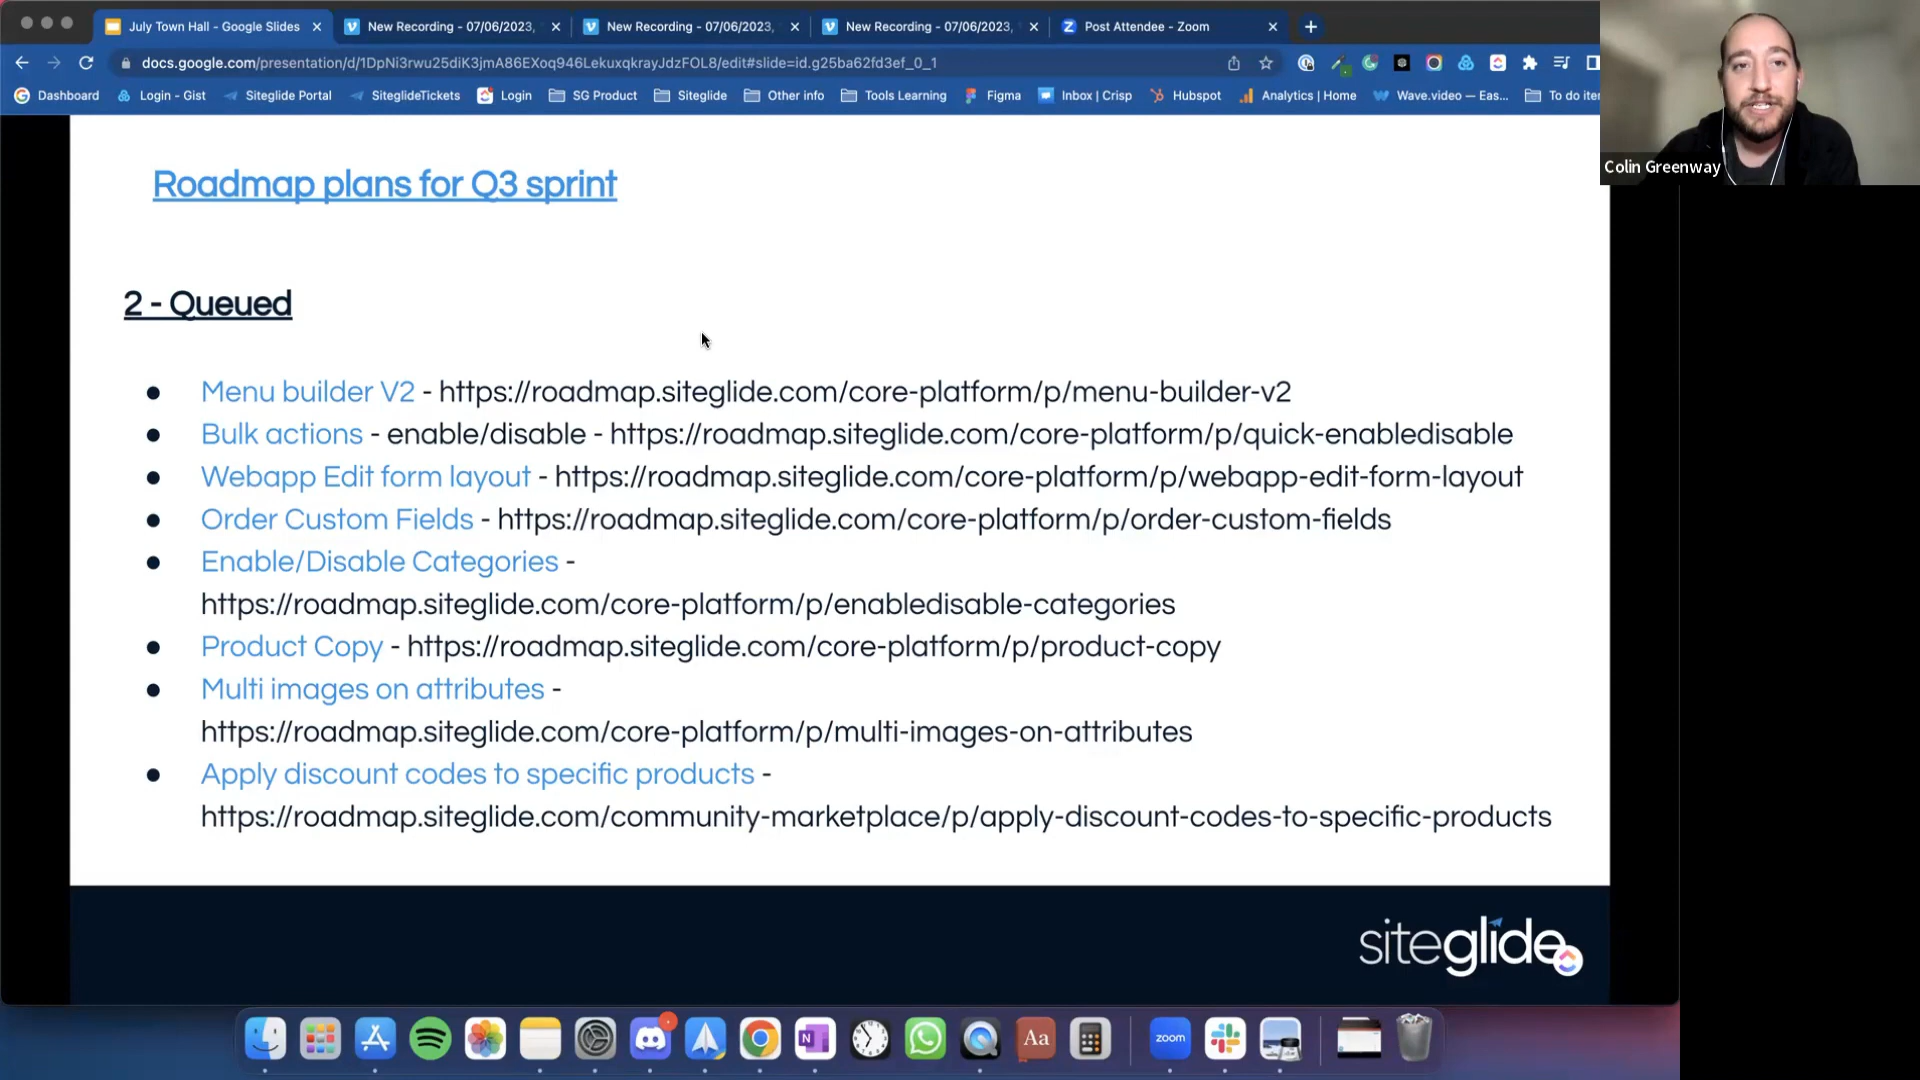 July Town Hall - Google Slides
New Recording - 07/06/2023,
New Recording - 07/06/2023,
New Recording - 07/06/2023,
Post Attendee - Zoom
docs.google.com/presentation/d/1DpNi3rwu25diK3jmA86EXoq946LekuxqkrayJdzFOL8/edit#slide=id.g25ba62fd3ef_0_1
Dashboard
Login - Gist
Siteglide Portal
SiteglideTickets
Login
SG Product
Siteglide
Other info
Tools Learning
Figma
Inbox | Crisp
Hubspot
Analytics | Home
Wave.video — Eas...
To do iter
Colin Greenway
Roadmap plans for Q3 sprint
2 - Queued
● Menu builder V2 - https://roadmap.siteglide.com/core-platform/p/menu-builder-v2
● Bulk actions - enable/disable - https://roadmap.siteglide.com/core-platform/p/quick-enabledisable
● Webapp Edit form layout - https://roadmap.siteglide.com/core-platform/p/webapp-edit-form-layout
● Order Custom Fields - https://roadmap.siteglide.com/core-platform/p/order-custom-fields
● Enable/Disable Categories -
https://roadmap.siteglide.com/core-platform/p/enabledisable-categories
● Product Copy - https://roadmap.siteglide.com/core-platform/p/product-copy
● Multi images on attributes -
https://roadmap.siteglide.com/core-platform/p/multi-images-on-attributes
● Apply discount codes to specific products -
https://roadmap.siteglide.com/community-marketplace/p/apply-discount-codes-to-specific-products
siteglide
N
Aa
zoom